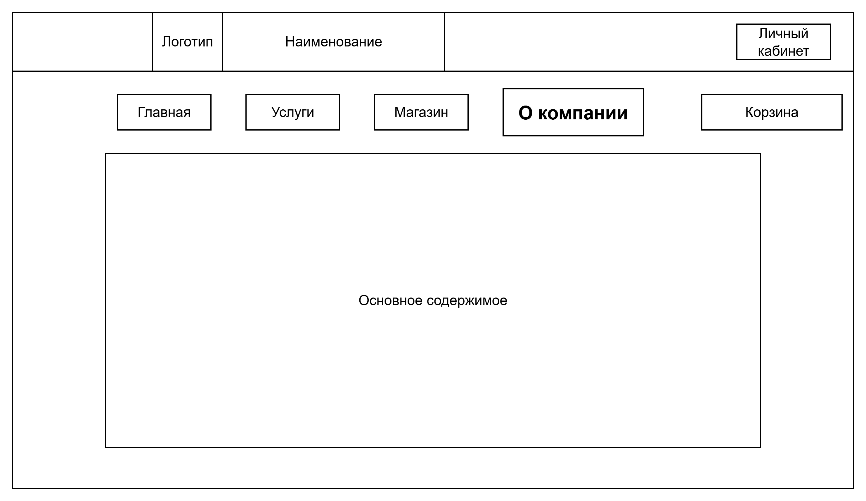 Логотип
Наименование
Личный
кабинет
Главная
Услуги
Магазин
О компании
Корзина
Основное содержимое